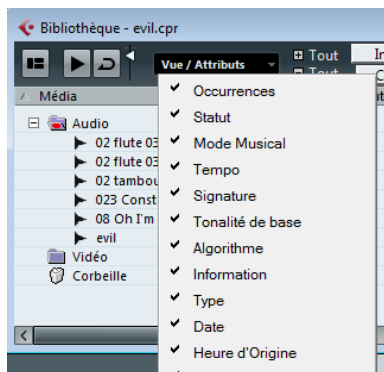 Bibliothèque - evil.cpr
Vue / Attributs
Tout
In
Tout
Média
Audio
02 flute 03
02 flute 03
02 tambou
023 Const
08 Oh I'm
evil
Vidéo
Corbeille
Occurrences
Statut
Mode Musical
Tempo
Signature
Tonalité de base
Algorithme
Information
Type
Date
Heure d'Origine